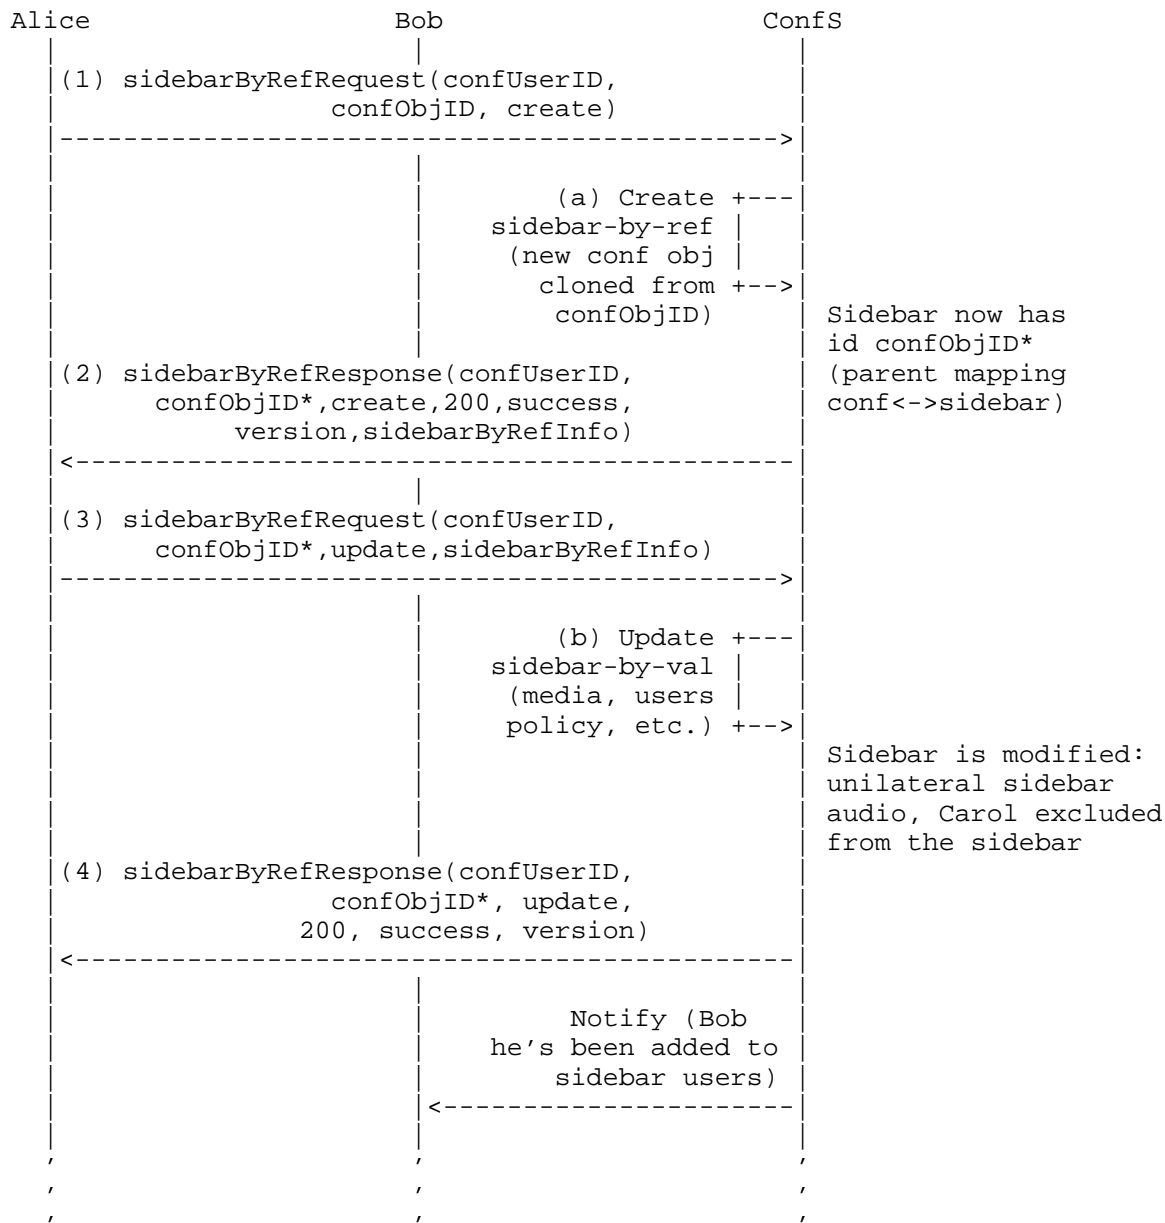 Alice Bob ConfS
(1) sidebarByRefRequest(confUserID,
confObjID, create)
(a) Create
sidebar-by-ref
(new conf obj
cloned from
confObjID) Sidebar now has
id confObjID*
(2) sidebarByRefResponse(confUserID, (parent mapping
confObjID*,create,200,success, conf<->sidebar)
version,sidebarByRefInfo)
(3) sidebarByRefRequest(confUserID,
confObjID*,update,sidebarByRefInfo)
(b) Update
sidebar-by-val
(media, users
policy, etc.)
Sidebar is modified:
unilateral sidebar
audio, Carol excluded
from the sidebar
(4) sidebarByRefResponse(confUserID,
confObjID*, update,
200, success, version)
Notify (Bob
he's been added to
sidebar users)